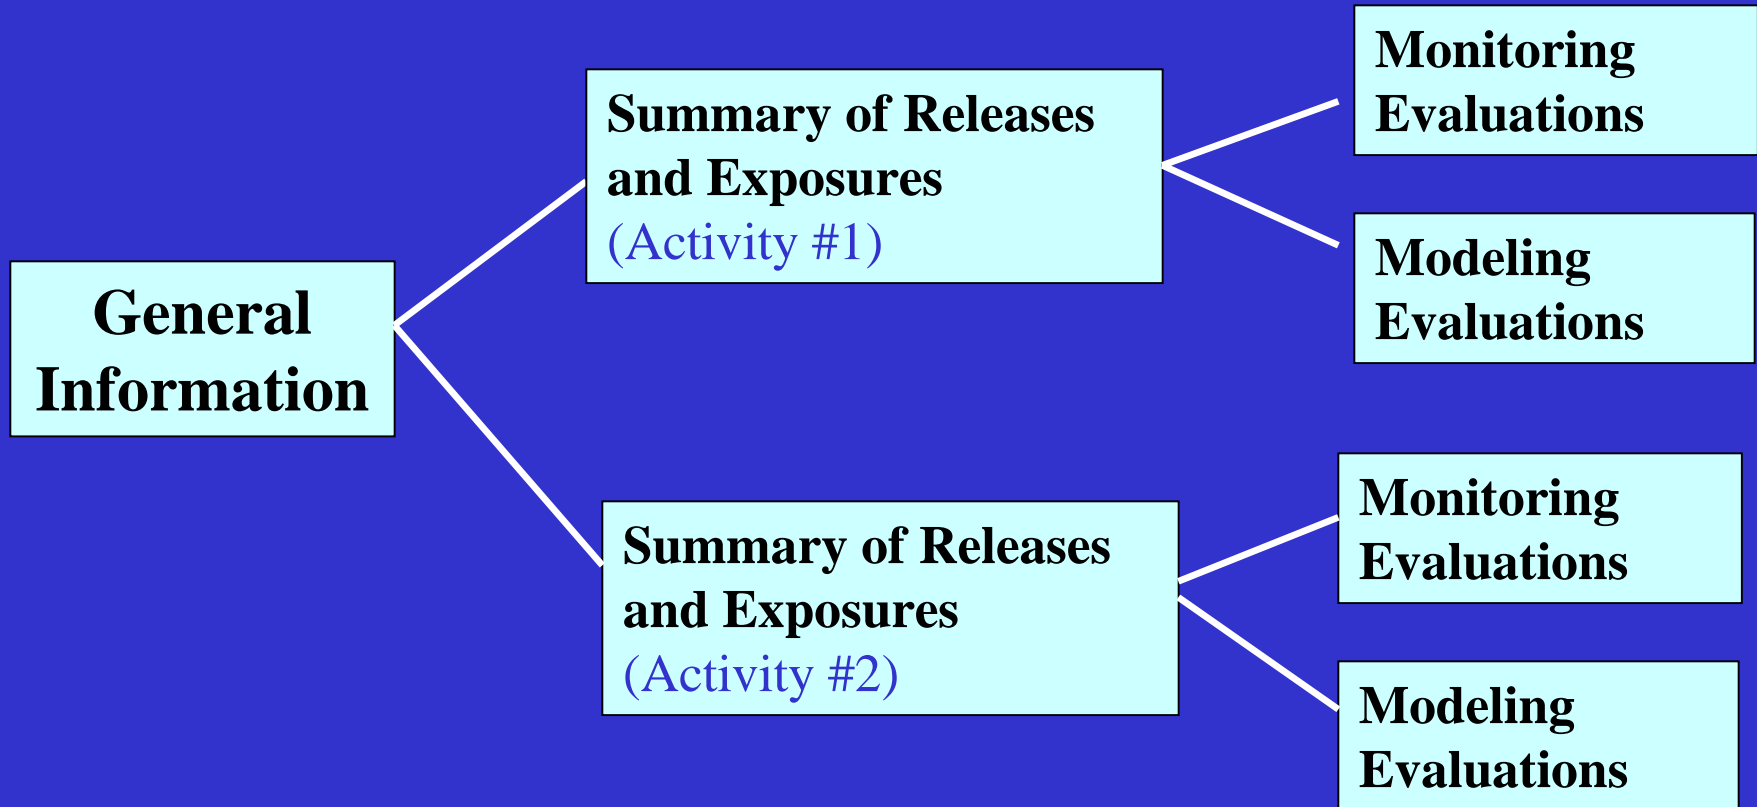 General
Information
Summary of Releases
and Exposures
(Activity #1)
Monitoring
Evaluations
Modeling
Evaluations
Summary of Releases
and Exposures
(Activity #2)
Monitoring
Evaluations
Modeling
Evaluations